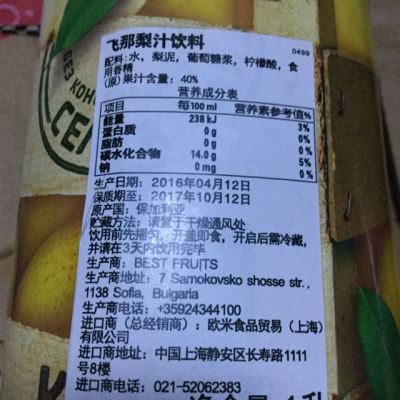 飞那梨汁饮料
0499
配料:水，梨泥，葡萄糖浆，柠檬酸，食
用香精
(原)果汁含量：40%
营养成分表
项目 每100 ml 营养素参考值%
能量 238 kJ 3%
蛋白质 0 g 0%
脂肪 0 g 0%
碳水化合物 14.0 g 5%
钠 0 mg 0%
生产日期：2016年04月12日
保质期至：2017年10月12日
原产国：保加利亚
贮藏方法：请置于干燥通风处
饮用前先摇匀，开盖即食，开启后需冷藏，
并请在3天内饮用完毕
生产商：BEST FRUITS
生产商地址：7 Samokovsko shosse str.,
1138 Sofia, Bulgaria
生产商电话：+35924344100
进口商（总经销商）：欧米食品贸易（上海）
有限公司
进口商地址：中国上海静安区长寿路1111
号8楼
进口商电话：021-52062383
净含量：1升
БЕЗ КОН